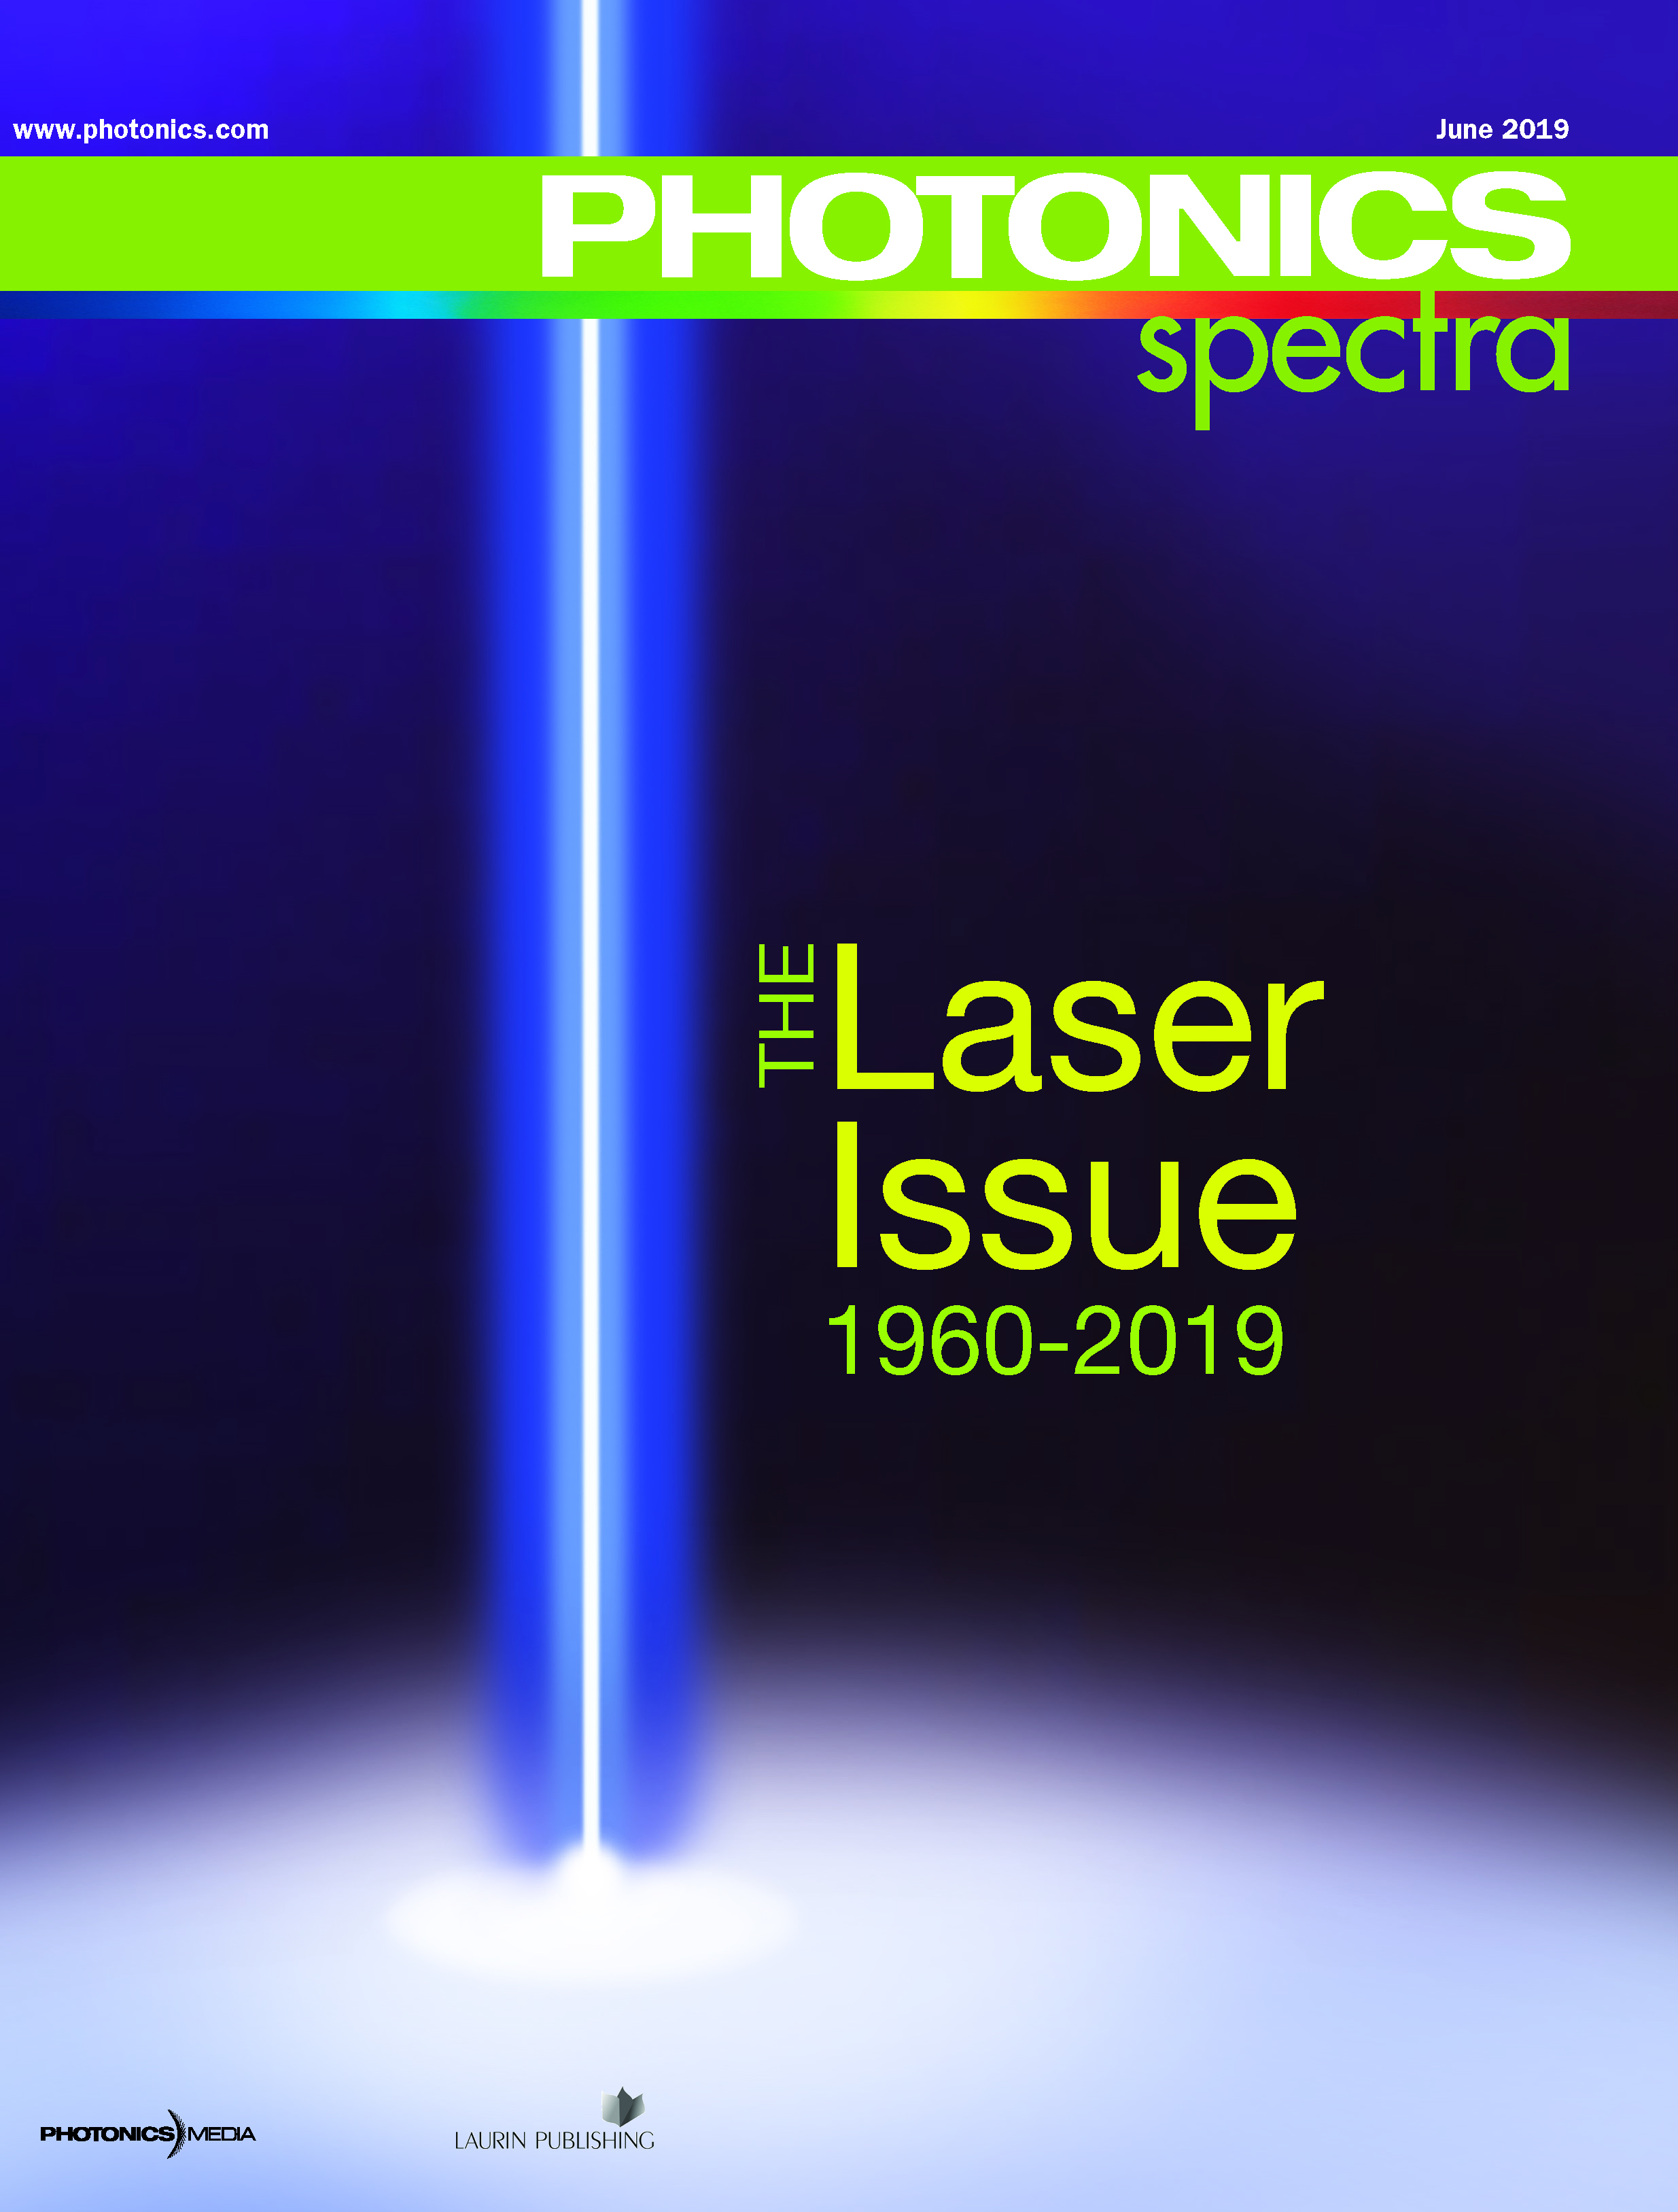 www.photonics.com
June 2019
PHOTONICS
spectra
THE
Laser
Issue
1960-2019
PHOTONICS MEDIA
LAURIN PUBLISHING